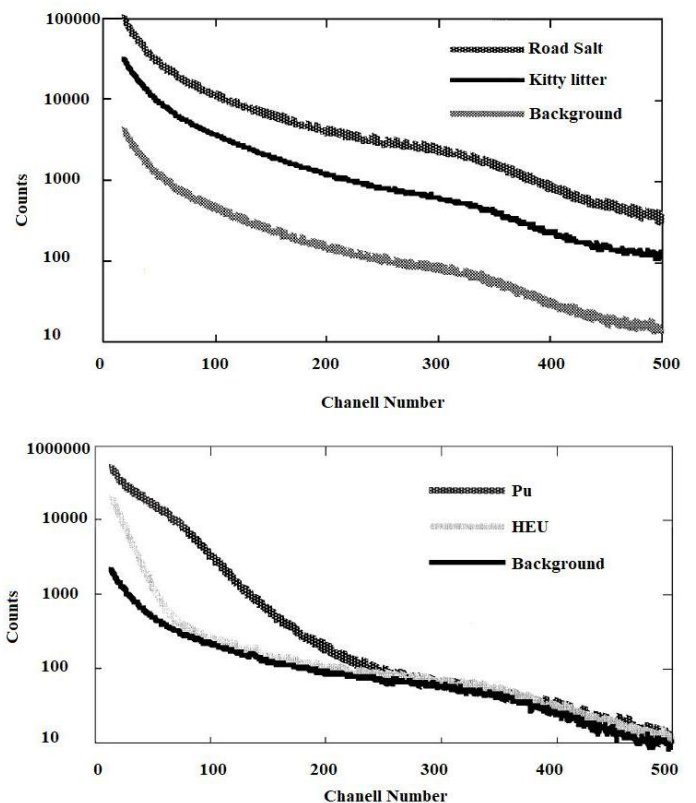 100000
10000
1000
100
10
Counts
Road Salt
Kitty litter
Background
0 100 200 300 400 500
Chanell Number
1000000
10000
1000
100
10
Counts
Pu
HEU
Background
0 100 200 300 400 500
Chanell Number